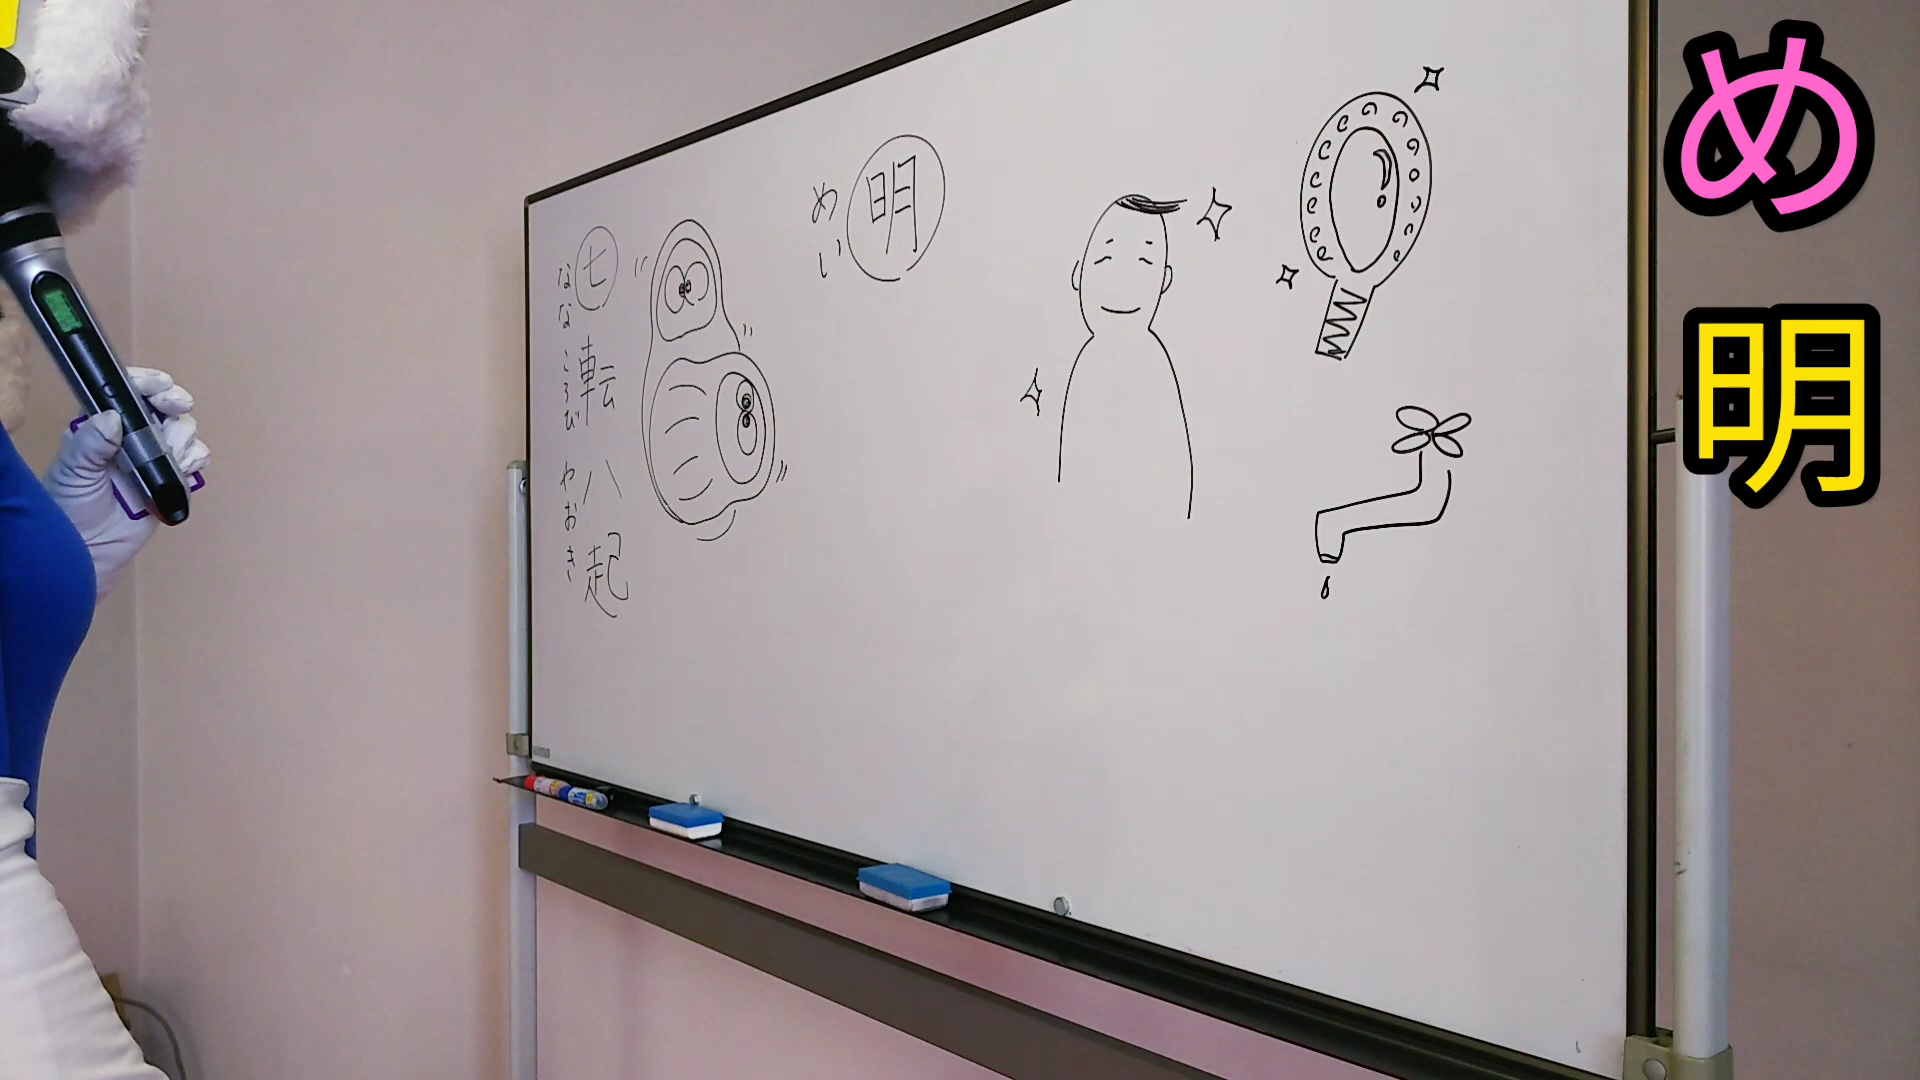 め
明
明
めい
七転八起
ななころびやおき